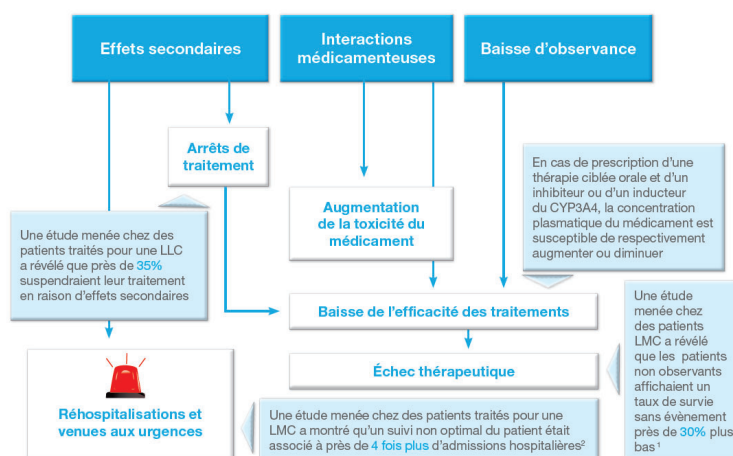 Effets secondaires
Interactions
médicamenteuses
Baisse d'observance
Arrêts de
traitement
En cas de prescription d'une
thérapie ciblée orale et d'un
inhibiteur ou d'un inducteur
du CYP3A4, la concentration
plasmatique du médicament est
susceptible de respectivement
augmenter ou diminuer
Augmentation
de la toxicité du
médicament
Une étude menée chez des
patients traités pour une LLC
a révélé que près de 35%
suspendraient leur traitement
en raison d'effets secondaires
Baisse de l'efficacité des traitements
Une étude
menée chez
des patients
LMC a révélé
que les patients
non observants
affichaient un
taux de survie
sans évènement
près de 30% plus
bas¹
Échec thérapeutique
Réhospitalisations et
venues aux urgences
Une étude menée chez des patients traités pour une
LMC a montré qu'un suivi non optimal du patient était
associé à près de 4 fois plus d'admissions hospitalières²